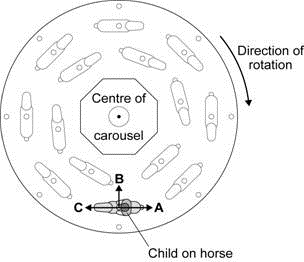 Direction of
rotation
Centre of
carousel
B
C
A
Child on horse